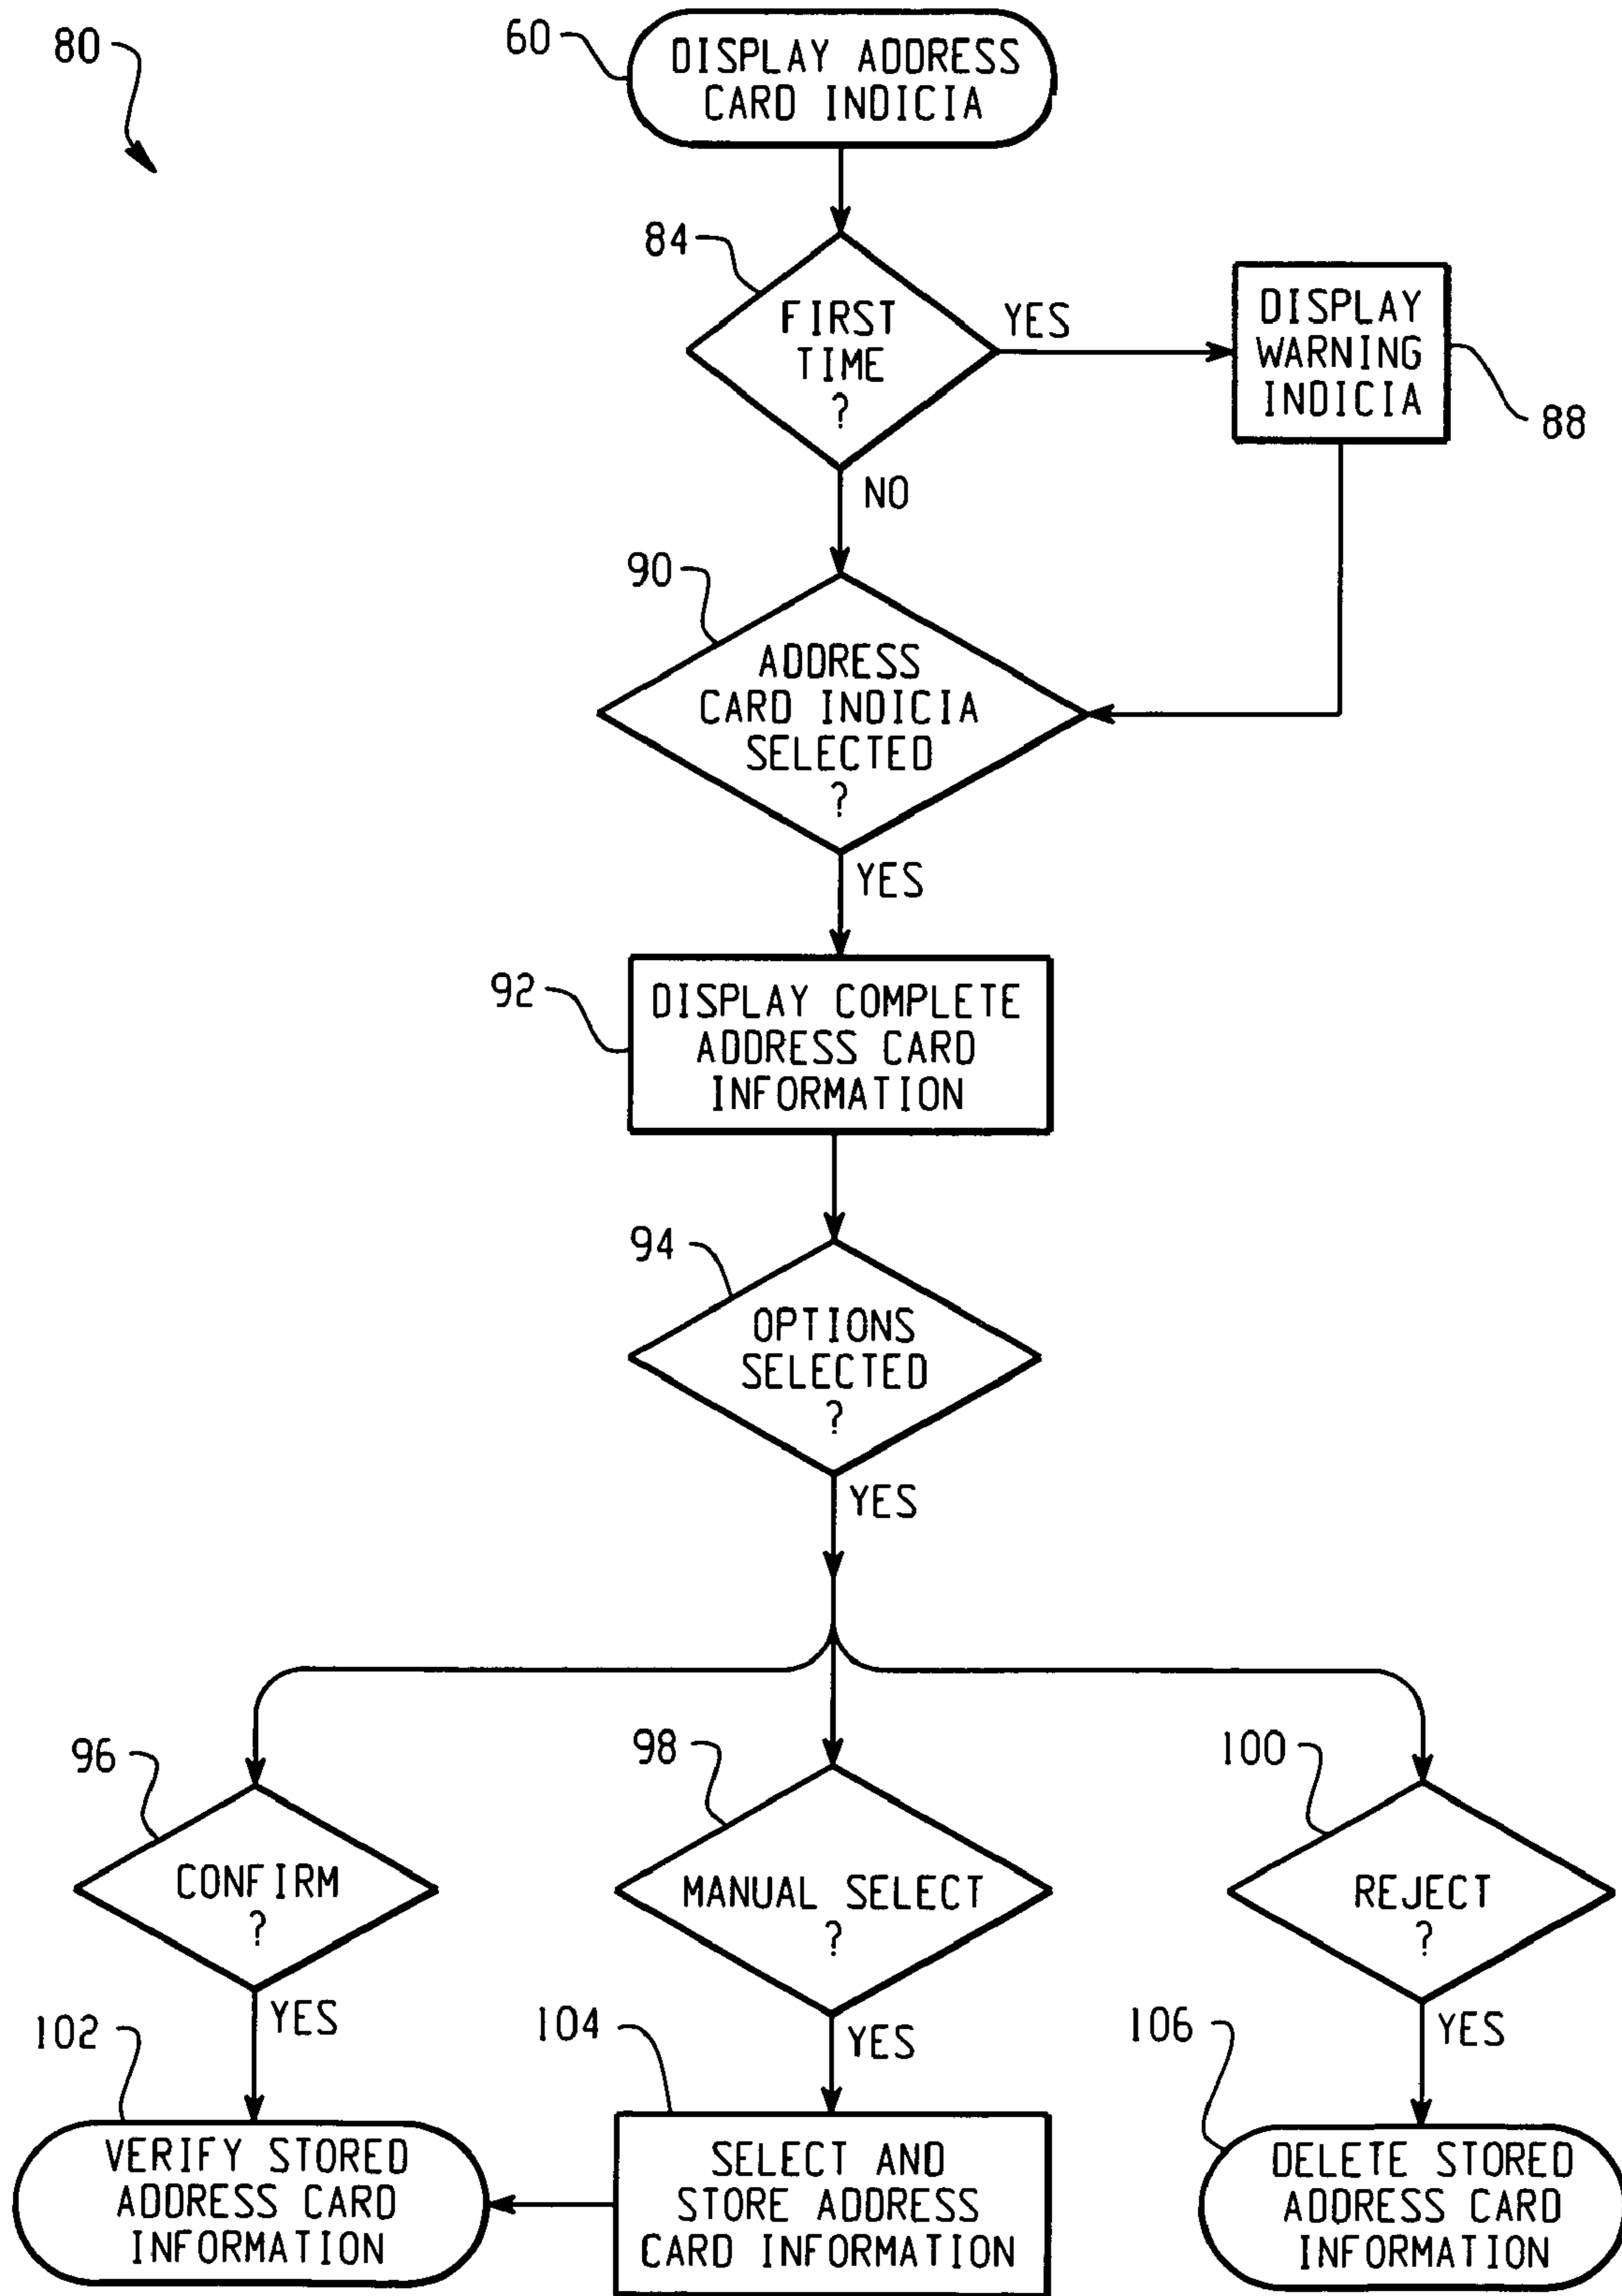 80
60
DISPLAY ADDRESS
CARD INDICIA
84
FIRST
TIME
?
YES
DISPLAY
WARNING
INDICIA
88
NO
90
ADDRESS
CARD INDICIA
SELECTED
?
YES
92
DISPLAY COMPLETE
ADDRESS CARD
INFORMATION
94
OPTIONS
SELECTED
?
YES
96
CONFIRM
?
YES
98
MANUAL SELECT
?
YES
100
REJECT
?
YES
102
VERIFY STORED
ADDRESS CARD
INFORMATION
104
SELECT AND
STORE ADDRESS
CARD INFORMATION
106
DELETE STORED
ADDRESS CARD
INFORMATION